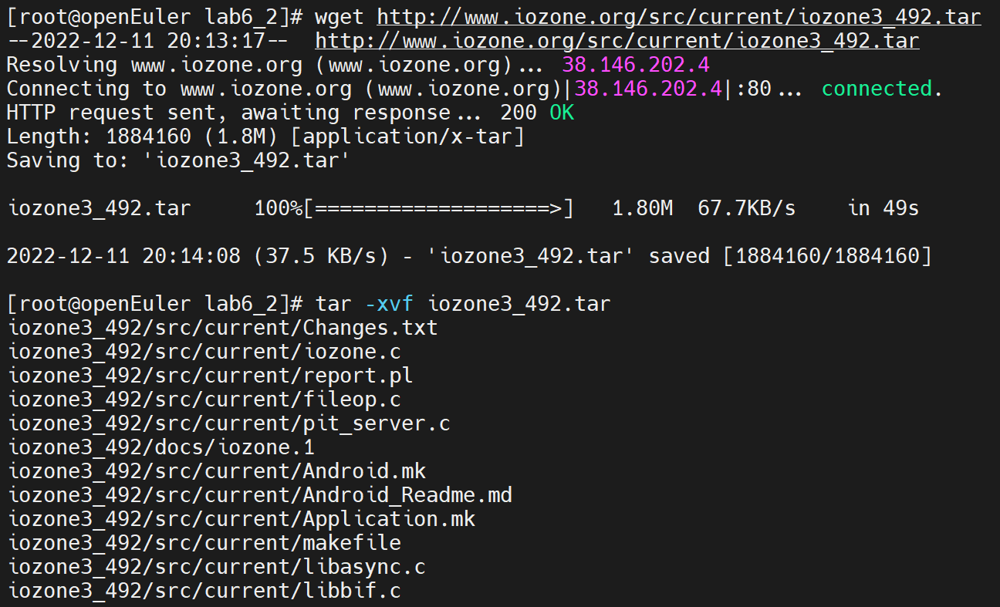 [root@openEuler lab6_2]# wget http://www.iozone.org/src/current/iozone3_492.tar
--2022-12-11 20:13:17--  http://www.iozone.org/src/current/iozone3_492.tar
Resolving www.iozone.org (www.iozone.org)... 38.146.202.4
Connecting to www.iozone.org (www.iozone.org)|38.146.202.4|:80... connected.
HTTP request sent, awaiting response... 200 OK
Length: 1884160 (1.8M) [application/x-tar]
Saving to: 'iozone3_492.tar'
iozone3_492.tar     100%[===================>]   1.80M  67.7KB/s    in 49s
2022-12-11 20:14:08 (37.5 KB/s) - 'iozone3_492.tar' saved [1884160/1884160]
[root@openEuler lab6_2]# tar -xvf iozone3_492.tar
iozone3_492/src/current/Changes.txt
iozone3_492/src/current/iozone.c
iozone3_492/src/current/report.pl
iozone3_492/src/current/fileop.c
iozone3_492/src/current/pit_server.c
iozone3_492/docs/iozone.1
iozone3_492/src/current/Android.mk
iozone3_492/src/current/Android_Readme.md
iozone3_492/src/current/Application.mk
iozone3_492/src/current/makefile
iozone3_492/src/current/libasync.c
iozone3_492/src/current/libbif.c